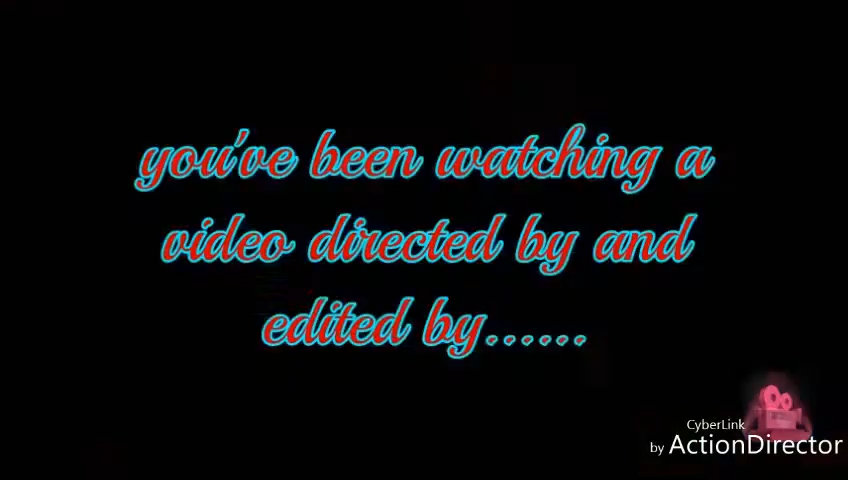 you've been watching a
video directed by and
edited by......
CyberLink
by ActionDirector